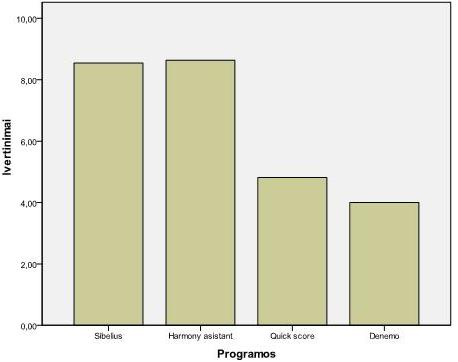 Ivertinimai
10,00
8,00
6,00
4,00
2,00
0,00
Sibelius Harmony asistant Quick score Denemo
Programos